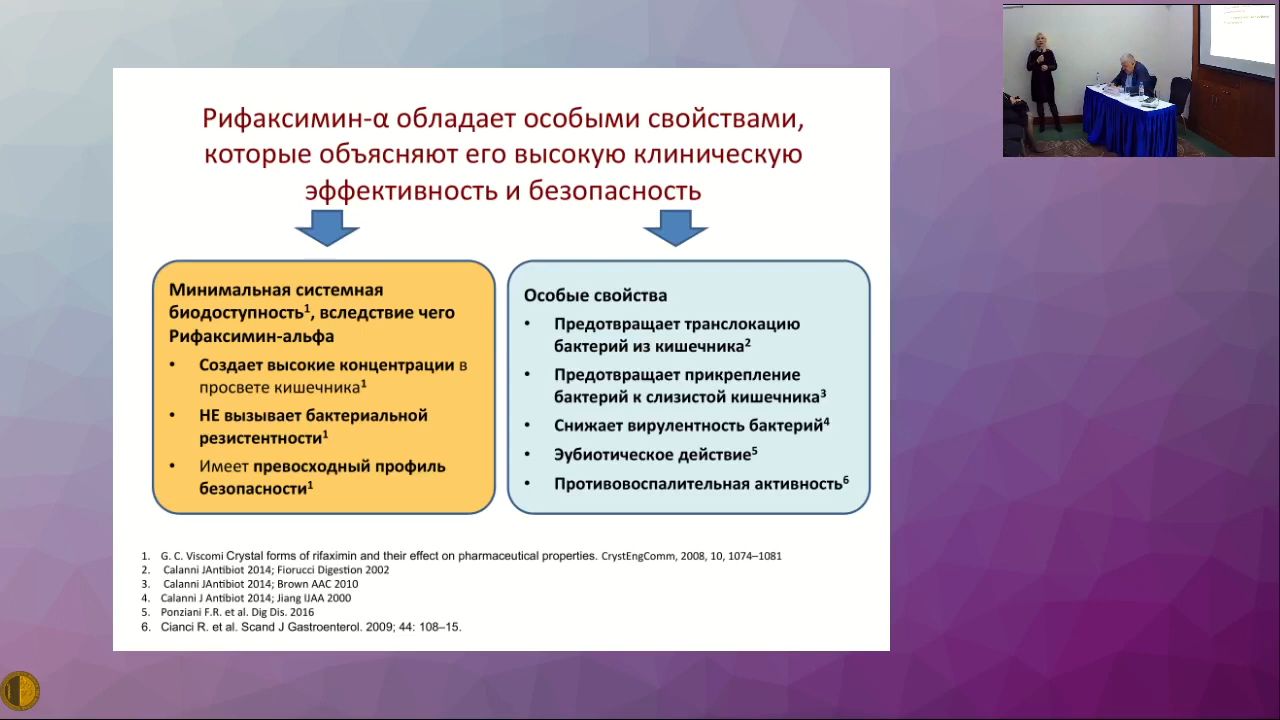 Рифаксимин-α обладает особыми свойствами,
которые объясняют его высокую клиническую
эффективность и безопасность
Минимальная системная
биодоступность1, вследствие чего
Рифаксимин-альфа
• Создает высокие концентрации в
просвете кишечника1
• НЕ вызывает бактериальной
резистентности1
• Имеет превосходный профиль
безопасности1
Особые свойства
• Предотвращает транслокацию
бактерий из кишечника2
• Предотвращает прикрепление
бактерий к слизистой кишечника3
• Снижает вирулентность бактерий4
• Эубиотическое действие5
• Противовоспалительная активность6
1. G. C. Viscomi Crystal forms of rifaximin and their effect on pharmaceutical properties. CrystEngComm, 2008, 10, 1074–1081
2. Calanni JAntibiot 2014; Fiorucci Digestion 2002
3. Calanni JAntibiot 2014; Brown AAC 2010
4. Calanni J Antibiot 2014; Jiang IJAA 2000
5. Ponziani F.R. et al. Dig Dis. 2016
6. Cianci R. et al. Scand J Gastroenterol. 2009; 44: 108–15.